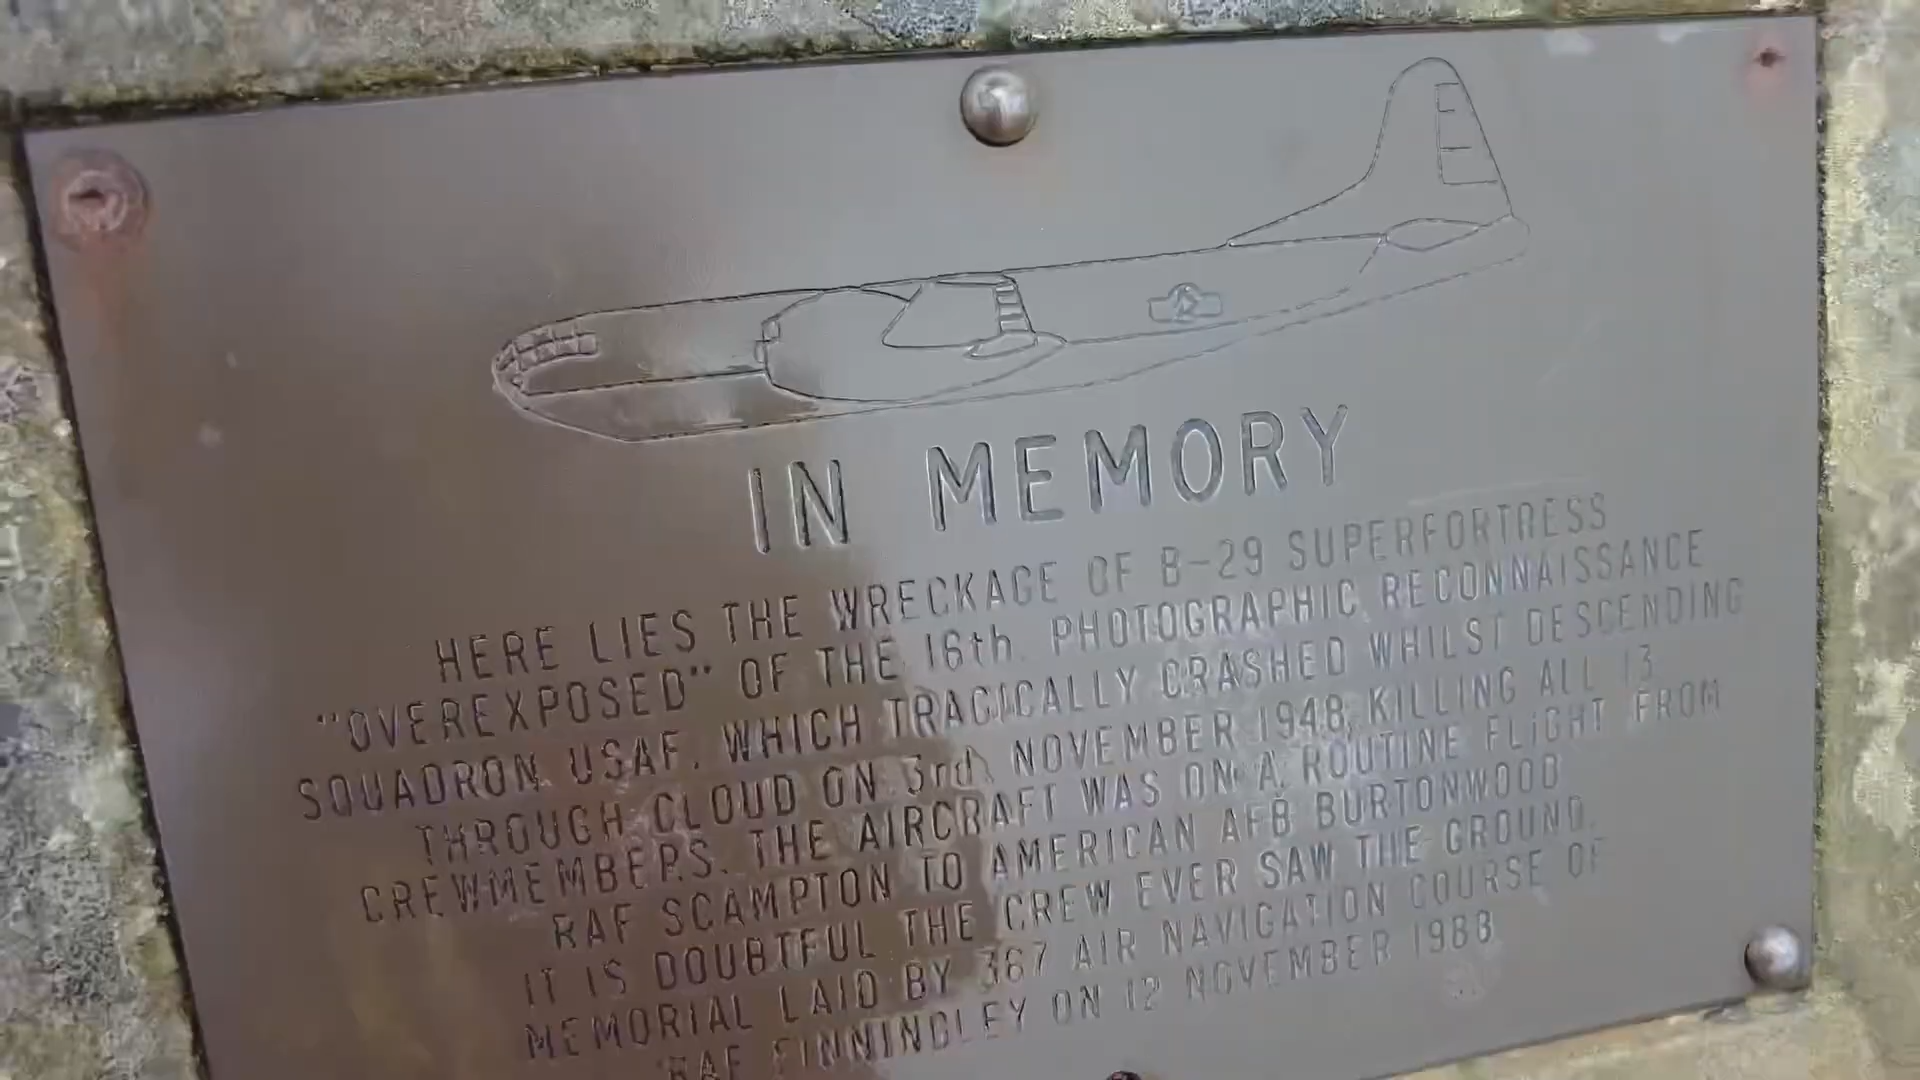 IN MEMORY
HERE LIES THE WRECKAGE OF B-29 SUPERFORTRESS
"OVEREXPOSED" OF THE 16th. PHOTOGRAPHIC RECONNAISSANCE
SQUADRON, USAF, WHICH TRAGICALLY CRASHED WHILST DESCENDING
THROUGH CLOUD ON 3rd. NOVEMBER 1948, KILLING ALL 13
CREWMEMBERS. THE AIRCRAFT WAS ON A ROUTINE FLIGHT FROM
RAF SCAMPTON TO AMERICAN AFB BURTONWOOD
IT IS DOUBTFUL THE CREW EVER SAW THE GROUND.
MEMORIAL LAID BY 367 AIR NAVIGATION COURSE OF
RAF FINNINGLEY ON 12 NOVEMBER 1988